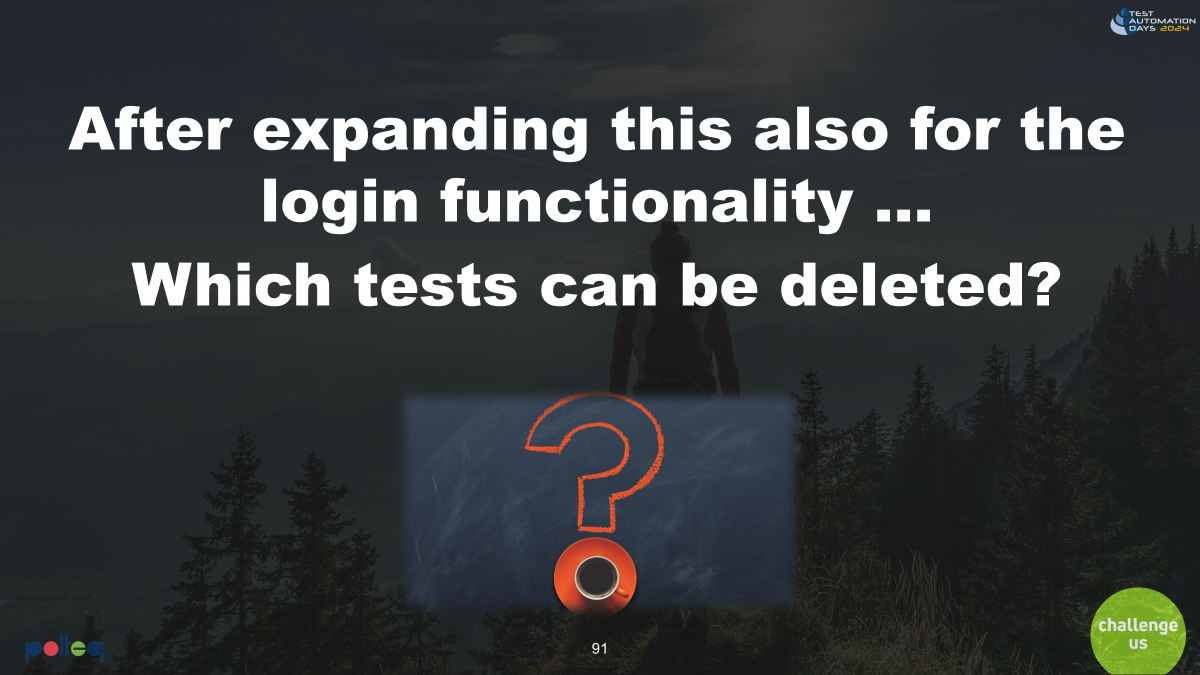 TEST
AUTOMATION
DAYS 2024
After expanding this also for the
login functionality ...
Which tests can be deleted?
polteq
91
challenge
us